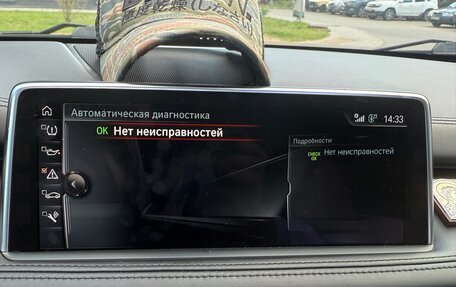 Автоматическая диагностика
14:33
OK Нет неисправностей
Подробности
CHECK
OK
Нет неисправностей